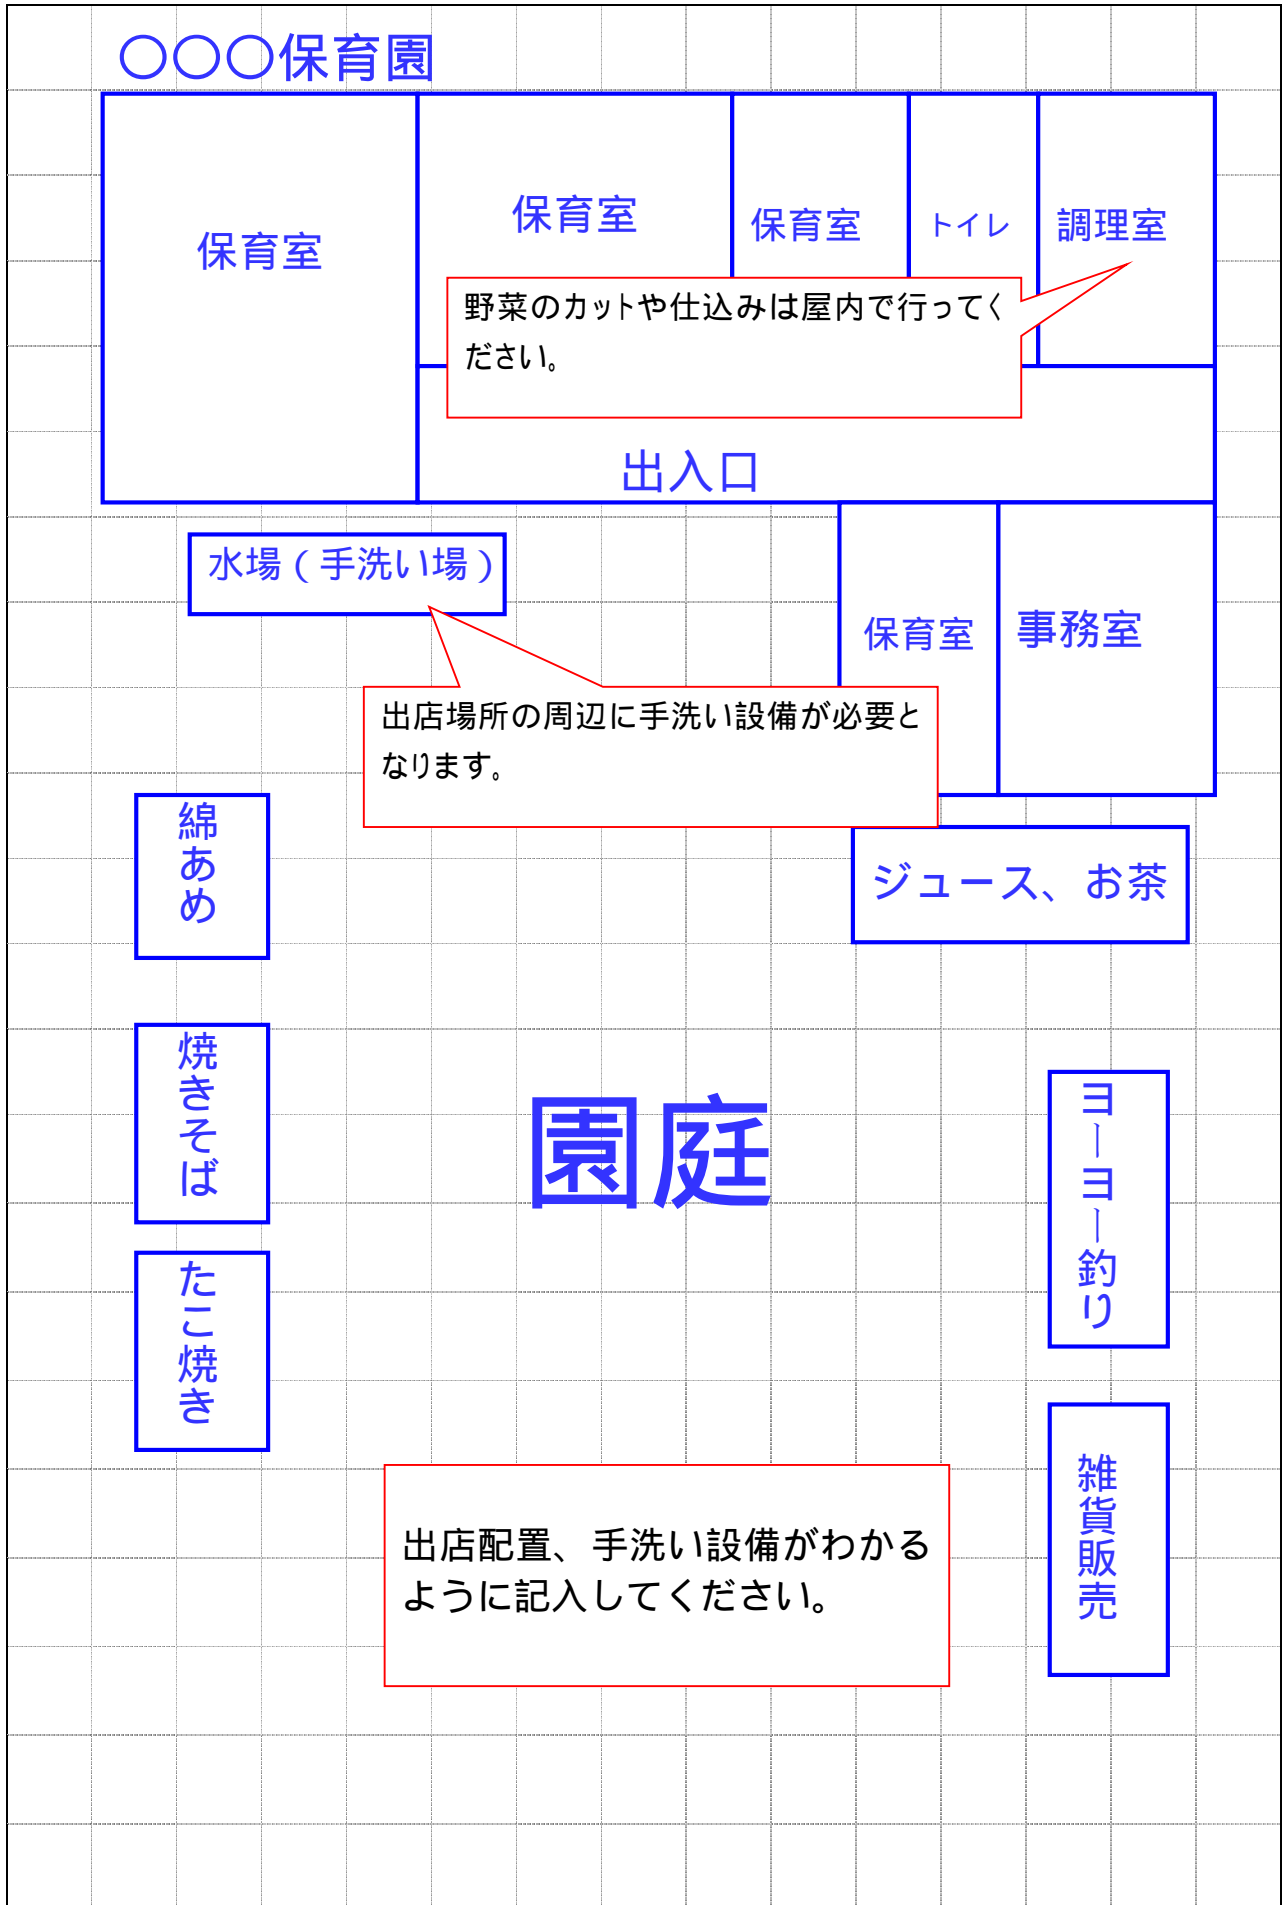 ○○○保育園
保育室
保育室
保育室
トイレ
調理室
野菜のカットや仕込みは屋内で行ってく
ださい。
出入口
水場（手洗い場）
保育室
事務室
出店場所の周辺に手洗い設備が必要と
なります。
綿あめ
ジュース、お茶
焼きそば
園庭
ヨーヨー釣り
たこ焼き
雑貨販売
出店配置、手洗い設備がわかる
ように記入してください。